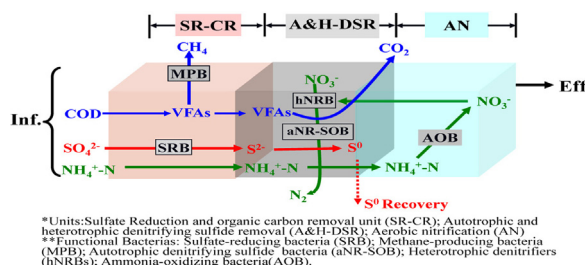 SR-CR A&H-DSR AN
CH₄ CO₂
MPB NO₃⁻
hNRB
Inf. COD VFAs VFAs NO₃⁻ Eff
aNR-SOB
AOB
SO₄²⁻ SRB S²⁻ S⁰
NH₄⁺-N NH₄⁺-N NH₄⁺-N
N₂ S⁰ Recovery
*Units:Sulfate Reduction and organic carbon removal unit (SR-CR); Autotrophic and
heterotrophic denitrifying sulfide removal (A&H-DSR); Aerobic nitrification (AN)
**Functional Bacterias: Sulfate-reducing bacteria (SRB); Methane-producing bacteria
(MPB); Autotrophic denitrifying sulfide bacteria (aNR-SOB); Heterotrophic denitrifiers
(hNRBs); Ammonia-oxidizing bacteria(AOB).